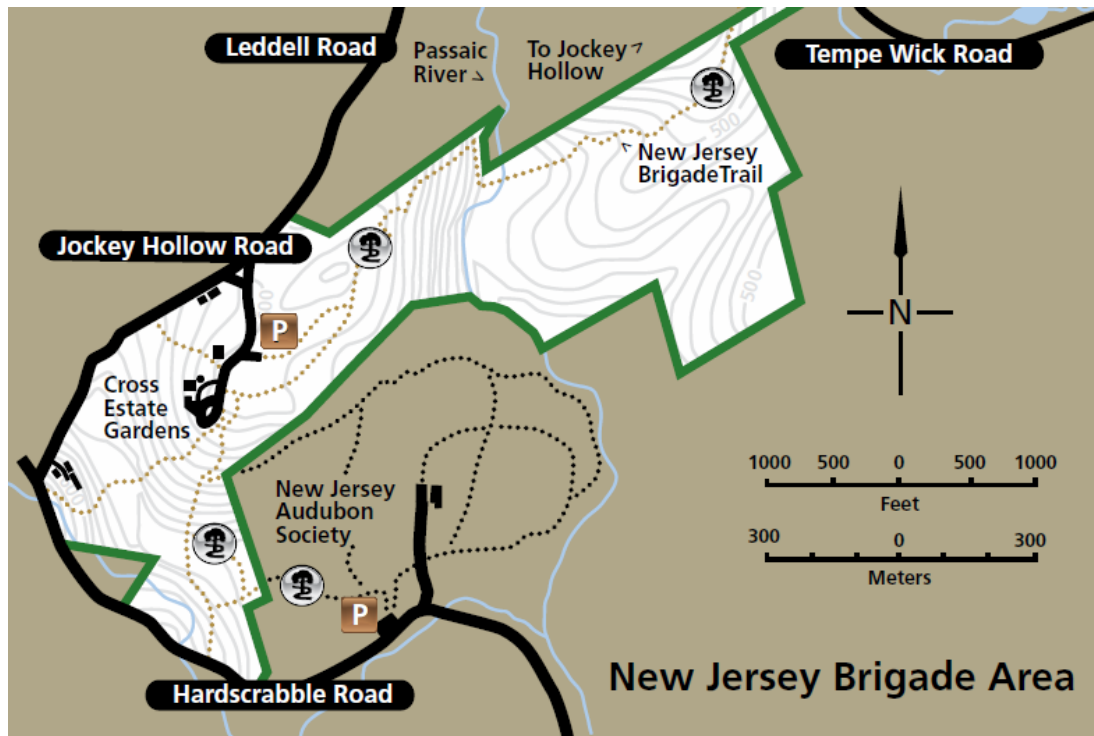 Leddell Road
Passaic
River
To Jockey
Hollow
Tempe Wick Road
500
New Jersey
BrigadeTrail
Jockey Hollow Road
500
500
P
N
Cross
Estate
Gardens
500
New Jersey
Audubon
Society
1000 500 0 500 1000
Feet
300 0 300
Meters
P
New Jersey Brigade Area
Hardscrabble Road